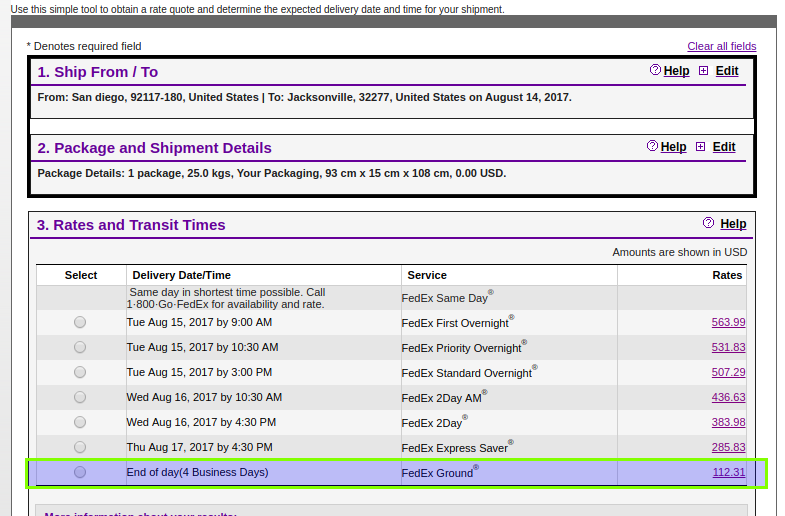 Use this simple tool to obtain a rate quote and determine the expected delivery date and time for your shipment.
* Denotes required field Clear all fields
1. Ship From / To Help Edit
From: San diego, 92117-180, United States | To: Jacksonville, 32277, United States on August 14, 2017.
2. Package and Shipment Details Help Edit
Package Details: 1 package, 25.0 kgs, Your Packaging, 93 cm x 15 cm x 108 cm, 0.00 USD.
3. Rates and Transit Times Help
Amounts are shown in USD
Select Delivery Date/Time Service Rates
Same day in shortest time possible. Call
1·800·Go·FedEx for availability and rate. FedEx Same Day®
Tue Aug 15, 2017 by 9:00 AM FedEx First Overnight® 563.99
Tue Aug 15, 2017 by 10:30 AM FedEx Priority Overnight® 531.83
Tue Aug 15, 2017 by 3:00 PM FedEx Standard Overnight® 507.29
Wed Aug 16, 2017 by 10:30 AM FedEx 2Day AM® 436.63
Wed Aug 16, 2017 by 4:30 PM FedEx 2Day® 383.98
Thu Aug 17, 2017 by 4:30 PM FedEx Express Saver® 285.83
End of day(4 Business Days) FedEx Ground® 112.31
More information about your results: